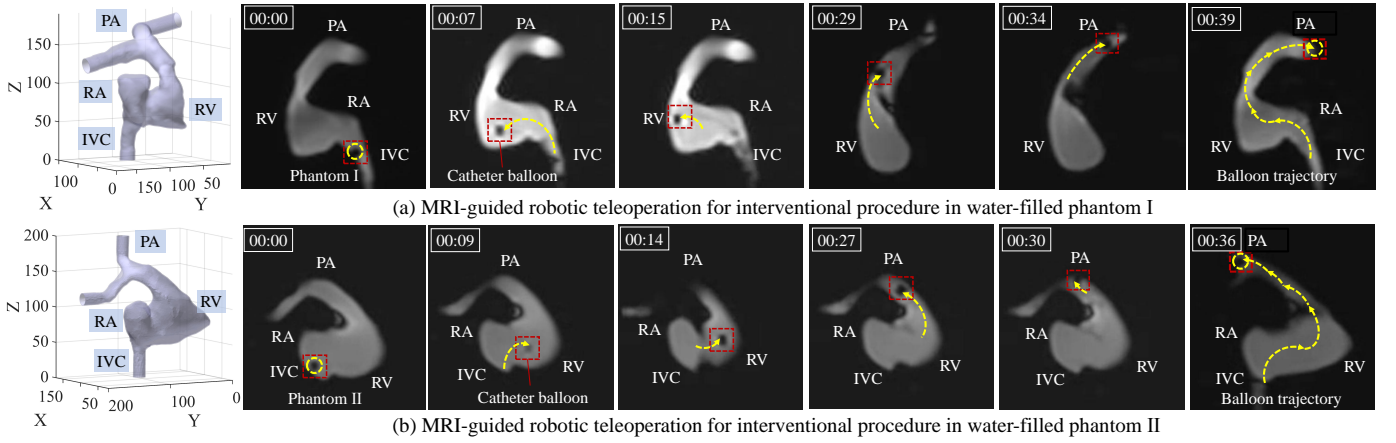 150
100
50
0
Z
100
50
0
X
150
100
50
Y
PA
RA
RV
IVC
00:00
PA
RA
RV
IVC
Phantom I
00:07
PA
RA
RV
IVC
Catheter balloon
00:15
PA
RA
RV
IVC
00:29
PA
RV
00:34
PA
RV
00:39
PA
RA
RV
IVC
Balloon trajectory
(a) MRI-guided robotic teleoperation for interventional procedure in water-filled phantom I
200
150
100
50
0
Z
150
100
50
X
200
100
0
Y
PA
RV
RA
IVC
00:00
PA
RA
IVC
RV
Phantom II
00:09
PA
RA
IVC
RV
Catheter balloon
00:14
PA
RA
IVC
RV
00:27
PA
RA
IVC
RV
00:30
PA
RA
IVC
RV
00:36
PA
RA
IVC
RV
Balloon trajectory
(b) MRI-guided robotic teleoperation for interventional procedure in water-filled phantom II